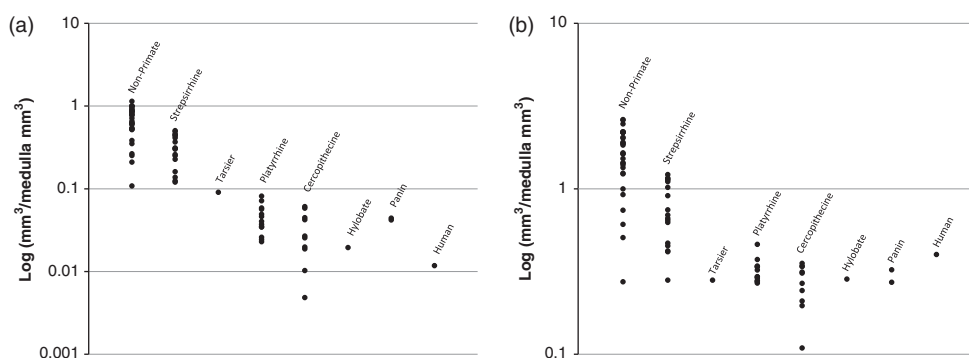 (a)
Log (mm³/medulla mm³)
10
1
0.1
0.01
0.001
Non-Primate
Strepsirrhine
Tarsier
Platyrrhine
Cercopithecine
Hylobate
Panin
Human
(b)
Log (mm³/medulla mm³)
10
1
0.1
Non-Primate
Strepsirrhine
Tarsier
Platyrrhine
Cercopithecine
Hylobate
Panin
Human